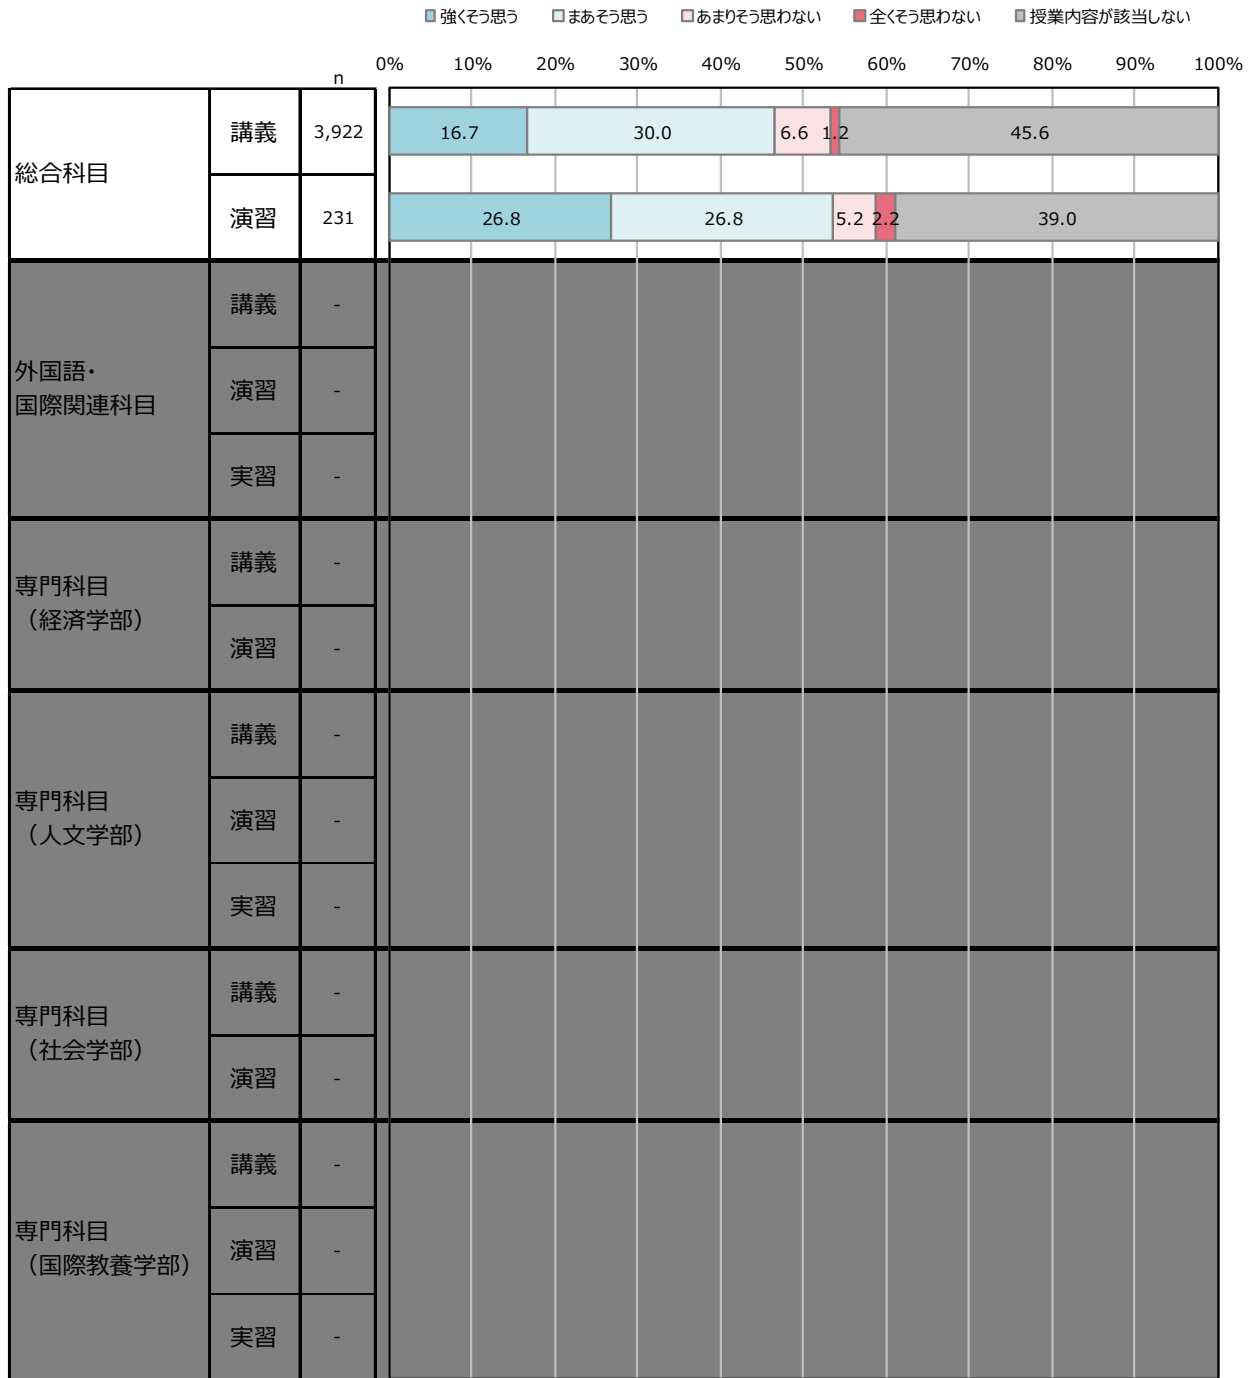 強くそう思う まあそう思う あまりそう思わない 全くそう思わない 授業内容が該当しない
n 0% 10% 20% 30% 40% 50% 60% 70% 80% 90% 100%
総合科目
講義 3,922 16.7 30.0 6.6 1.2 45.6
演習 231 26.8 26.8 5.2 2.2 39.0
外国語・
国際関連科目
講義 -
演習 -
実習 -
専門科目
（経済学部）
講義 -
演習 -
専門科目
（人文学部）
講義 -
演習 -
実習 -
専門科目
（社会学部）
講義 -
演習 -
専門科目
（国際教養学部）
講義 -
演習 -
実習 -